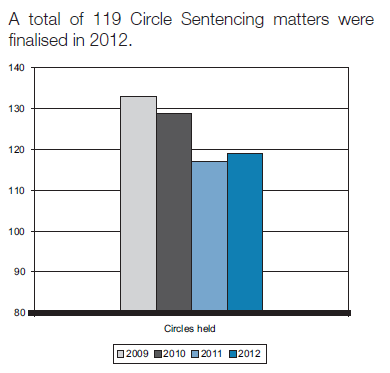 A total of 119 Circle Sentencing matters were
finalised in 2012.
140
130
120
110
100
90
80
Circles held
2009 2010 2011 2012